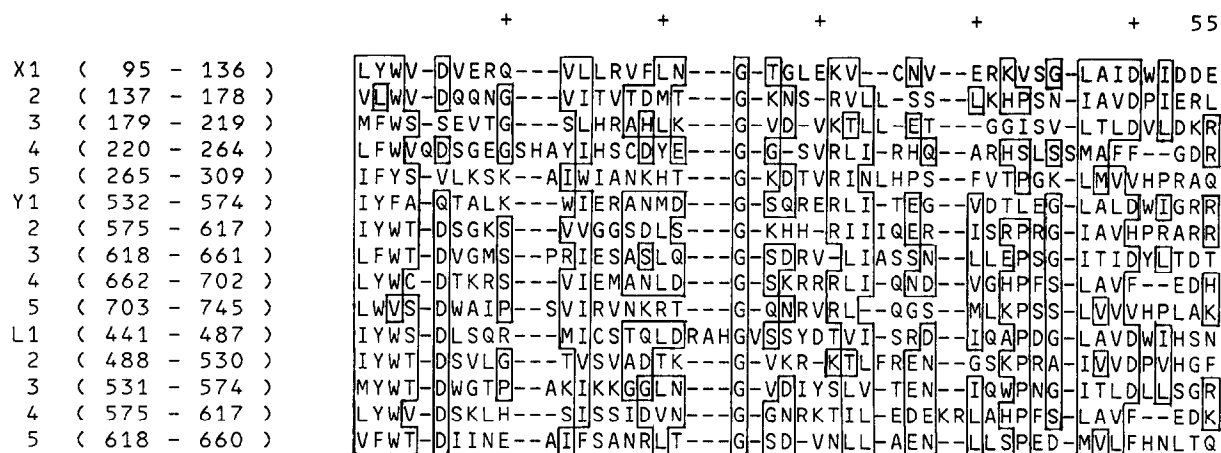 + + + + + 55
X1 ( 95 - 136 ) LYWV-DVERQ---VLLRVFLN---G-TGLEKV--CNV--ERKVSG-LAIDWIDDE
2 ( 137 - 178 ) VLWV-DQQNG---VITVTDMT---G-KNS-RVLL-SS--LKHPSN-IAVDPIERL
3 ( 179 - 219 ) MFWS-SEVTG---SLHRAHLK---G-VD-VKTLL-ET---GGISV-LTLDVLDKR
4 ( 220 - 264 ) LFWVQDSGEGSHAYIHSCDYE---G-G-SVRLI-RHQ--ARHSLSSMAFF--GDR
5 ( 265 - 309 ) IFYS-VLKSK--AIWIANKHT---G-KDTVRINLHPS--FVTPGK-LMVVHPRAQ
Y1 ( 532 - 574 ) IYFA-QTALK---WIERANMD---G-SQRERLI-TEG--VDTLEG-LALDWIGRR
2 ( 575 - 617 ) IYWT-DSGKS---VVGGSDLS---G-KHH-RIIIQER--ISRPRG-IAVHPRARR
3 ( 618 - 661 ) LFWT-DVGMS--PRIESASLQ---G-SDRV-LIASSN--LLEPSG-ITIDYLTDT
4 ( 662 - 702 ) LYWC-DTKRS---VIEMANLD---G-SKRRRLI-QND--VGHPFS-LAVF--EDH
5 ( 703 - 745 ) LWVS-DWAIP--SVIRVNKRT---G-QNRVRL--QGS--MLKPSS-LVVVHPLAK
L1 ( 441 - 487 ) IYWS-DLSQR---MICSTQLDRAHGVSSYDTVI-SRD--IQAPDG-LAVDWIHSN
2 ( 488 - 530 ) IYWT-DSVLG---TVSVADTK---G-VKR-KTLFREN--GSKPRA-IVVDPVHGF
3 ( 531 - 574 ) MYWT-DWGTP--AKIKKGGLN---G-VDIYSLV-TEN--IQWPNG-ITLDLLSGR
4 ( 575 - 617 ) LYWV-DSKLH---SISSIDVN---G-GNRKTIL-EDEKRLAHPFS-LAVF--EDK
5 ( 618 - 660 ) VFWT-DIINE--AIFSANRLT---G-SD-VNLL-AEN--LLSPED-MVLFHNLTQ